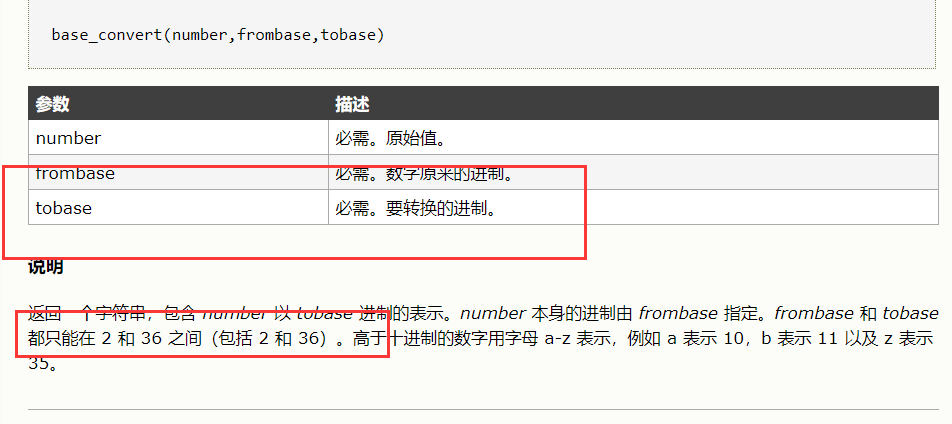 base_convert(number,frombase,tobase)
参数 描述
number 必需。原始值。
frombase 必需。数字原来的进制。
tobase 必需。要转换的进制。
说明
返回一个字符串，包含 number 以 tobase 进制的表示。number 本身的进制由 frombase 指定。frombase 和 tobase
都只能在 2 和 36 之间（包括 2 和 36）。高于十进制的数字用字母 a-z 表示，例如 a 表示 10，b 表示 11 以及 z 表示
35。